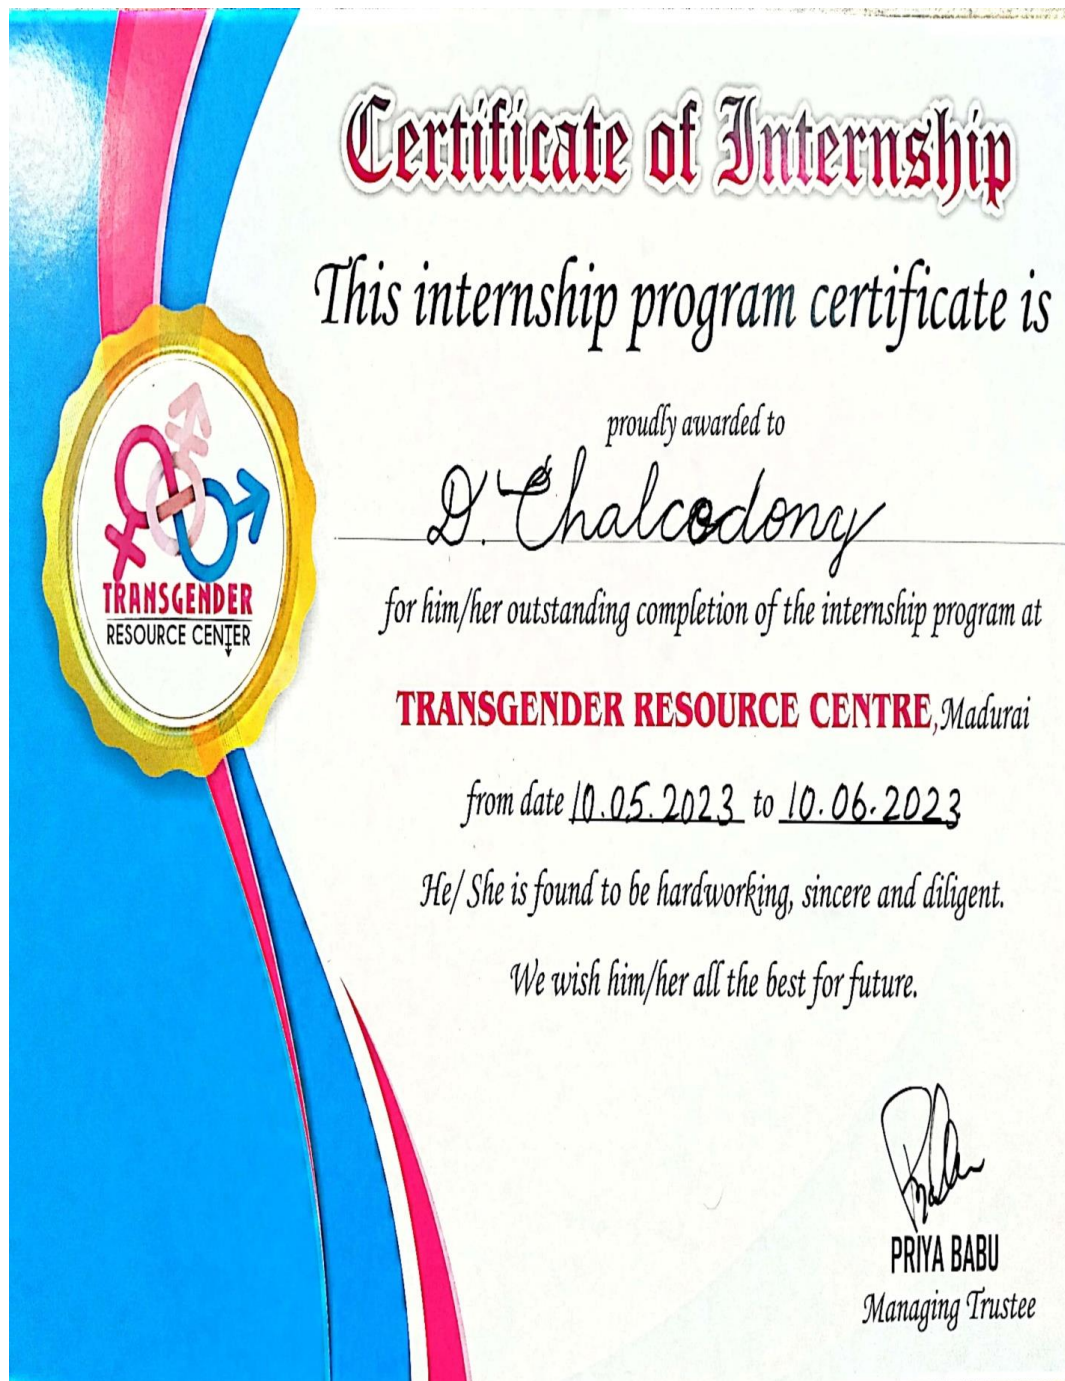 Certificate of Internship
This internship program certificate is
proudly awarded to
D. Chalcedony
for him/her outstanding completion of the internship program at
TRANSGENDER RESOURCE CENTRE, Madurai
from date 10.05.2023 to 10.06.2023
He/ She is found to be hardworking, sincere and diligent.
We wish him/her all the best for future.
PRIYA BABU
Managing Trustee
TRANSGENDER
RESOURCE CENTER